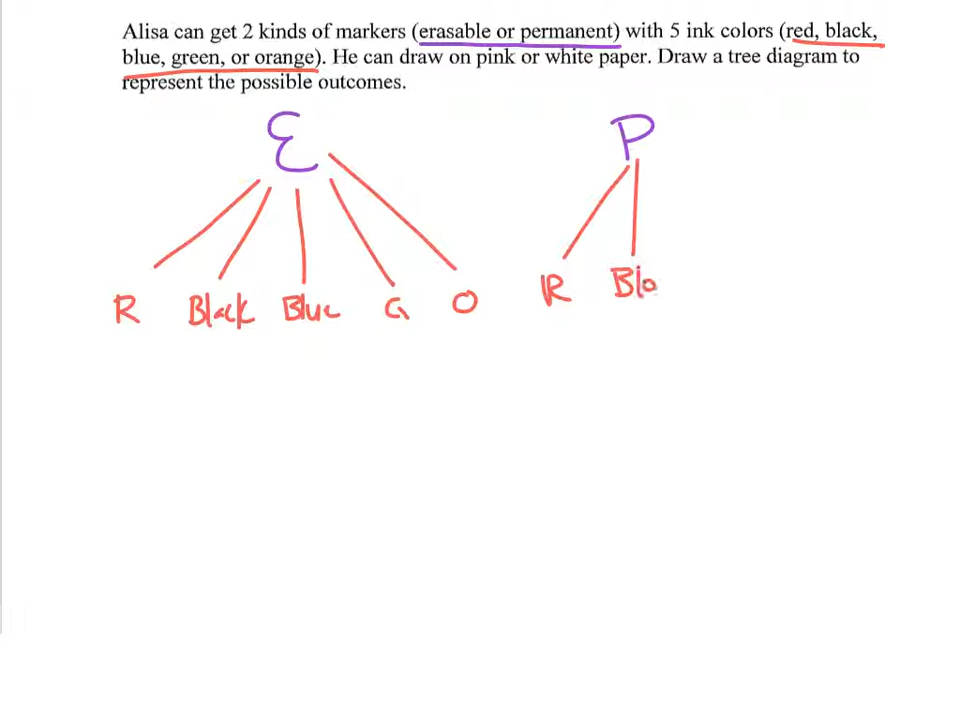 Alisa can get 2 kinds of markers (erasable or permanent) with 5 ink colors (red, black,
blue, green, or orange). He can draw on pink or white paper. Draw a tree diagram to
represent the possible outcomes.
E P
R Black Blue G O R Bla